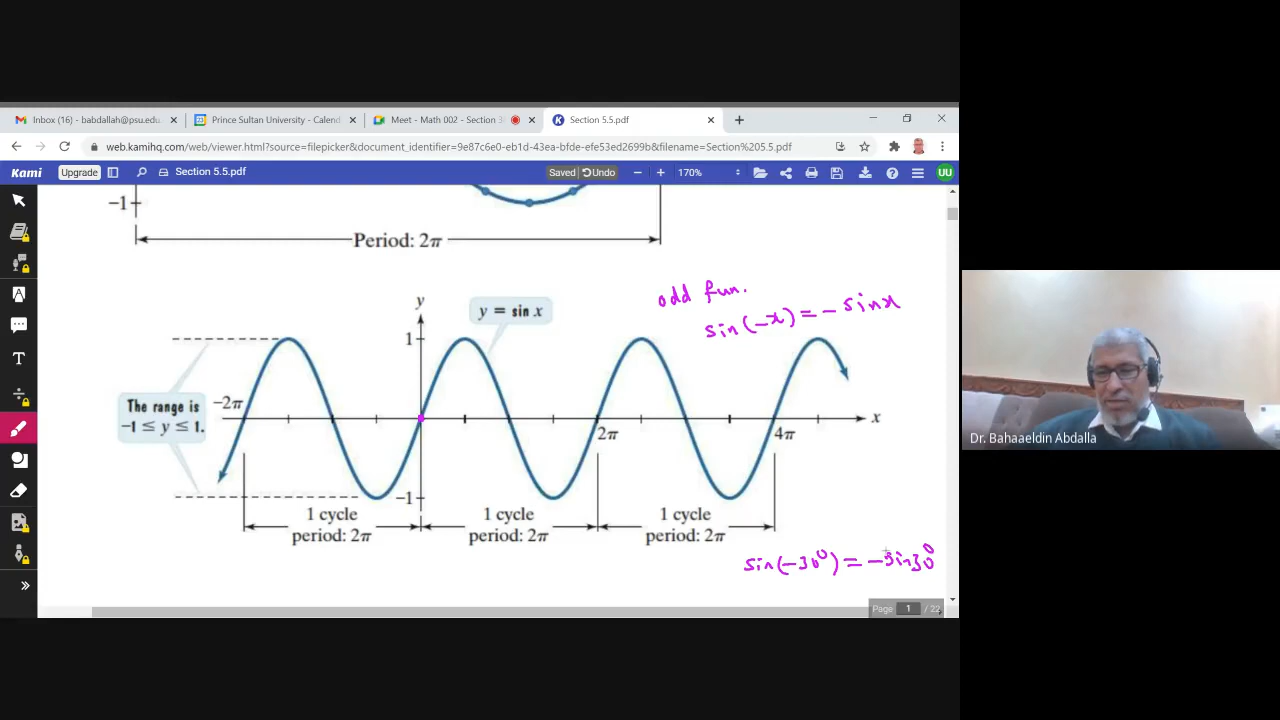 Inbox (16) - babdallah@psu.edu.
Prince Sultan University - Calend
Meet - Math 002 - Section 3
Section 5.5.pdf
web.kamihq.com/web/viewer.html?source=filepicker&document_identifier=9e87c6e0-eb1d-43ea-bfde-efe53ed2699b&filename=Section%205.5.pdf
Kami Upgrade Section 5.5.pdf Saved Undo 170% UU
−1
Period: 2π
odd fun.
sin(−x) = − sinx
y
y = sin x
1
The range is
−1 ≤ y ≤ 1.
−2π
2π
4π
x
−1
1 cycle
period: 2π
1 cycle
period: 2π
1 cycle
period: 2π
sin(−30°) = −sin30°
Page 1 / 22
Dr. Bahaaeldin Abdalla